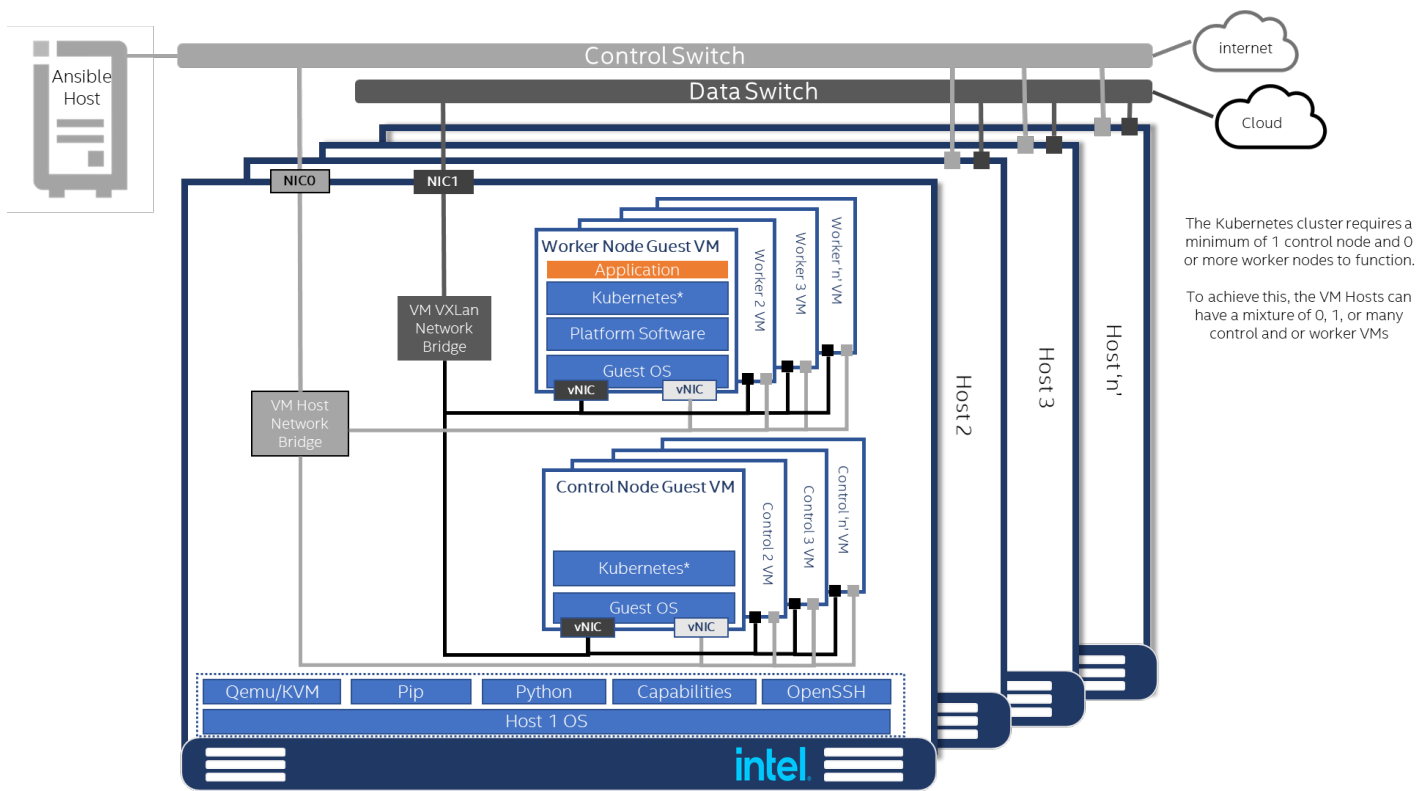 Ansible
Host
Control Switch
internet
Data Switch
Cloud
NIC0
NIC1
The Kubernetes cluster requires a
minimum of 1 control node and 0
or more worker nodes to function.
To achieve this, the VM Hosts can
have a mixture of 0, 1, or many
control and or worker VMs
Worker Node Guest VM
Application
Kubernetes*
Platform Software
Guest OS
vNIC
vNIC
Worker 2 VM
Worker 3 VM
Worker 'n' VM
VM VXLan
Network
Bridge
VM Host
Network
Bridge
Control Node Guest VM
Kubernetes*
Guest OS
vNIC
vNIC
Control 2 VM
Control 3 VM
Control 'n' VM
Host 2
Host 3
Host 'n'
Qemu/KVM
Pip
Python
Capabilities
OpenSSH
Host 1 OS
intel.